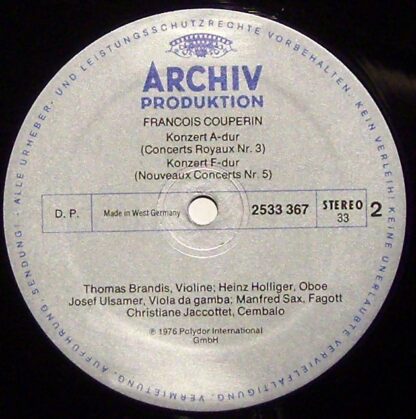 ALLE URHEBER- UND LEISTUNGSSCHUTZRECHTE VORBEHALTEN · KEIN VERLEIH! KEINE UNERLAUBTE VERVIELFÄLTIGUNG, VERMIETUNG, AUFFÜHRUNG, SENDUNG! ·
ARCHIV
PRODUKTION
FRANCOIS COUPERIN
Konzert A-dur
(Concerts Royaux Nr. 3)
Konzert F-dur
(Nouveaux Concerts Nr. 5)
D. P. Made in West Germany 2533 367 STEREO 2
33
Thomas Brandis, Violine; Heinz Holliger, Oboe
Josef Ulsamer, Viola da gamba; Manfred Sax, Fagott
Christiane Jaccottet, Cembalo
℗ 1976 Polydor International
GmbH